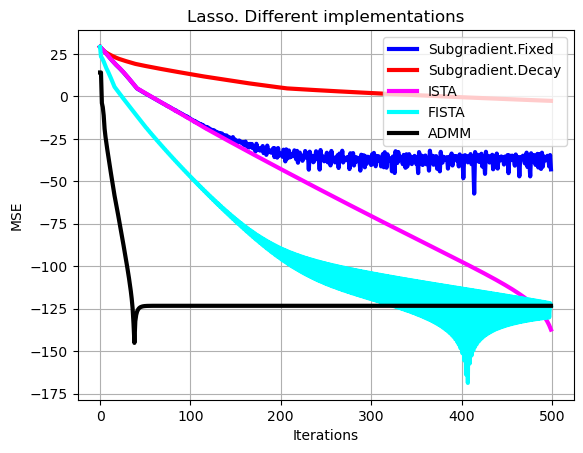 Lasso. Different implementations
Subgradient.Fixed
Subgradient.Decay
ISTA
FISTA
ADMM
MSE
25
0
−25
−50
−75
−100
−125
−150
−175
0 100 200 300 400 500
Iterations